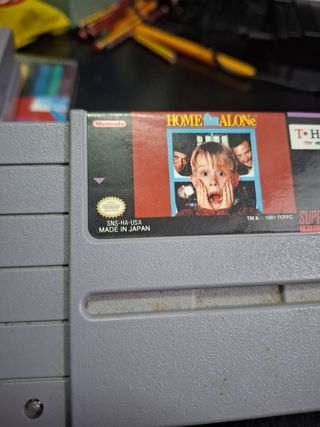 Nintendo
HOME ALONe
SNS-HA-USA
MADE IN JAPAN
TM & © 1991 TCFFC